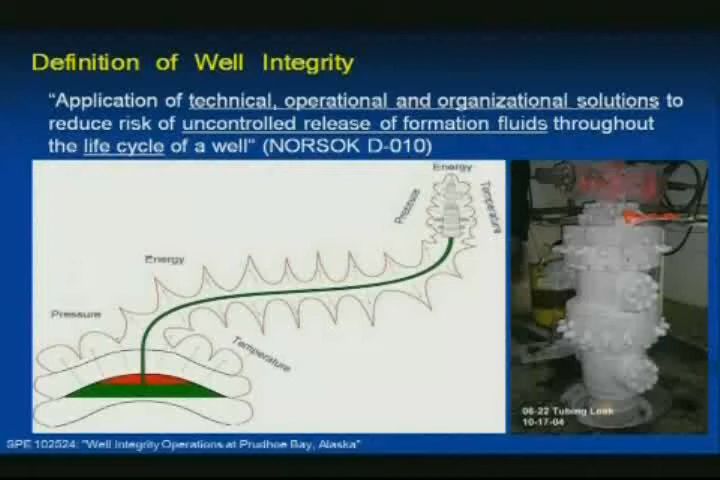 Definition of Well Integrity
"Application of technical, operational and organizational solutions to
reduce risk of uncontrolled release of formation fluids throughout
the life cycle of a well" (NORSOK D-010)
Energy
Pressure
Temperature
Energy
Pressure
Temperature
06-22 Tubing Leak
10-17-04
SPE 102524: "Well Integrity Operations at Prudhoe Bay, Alaska"